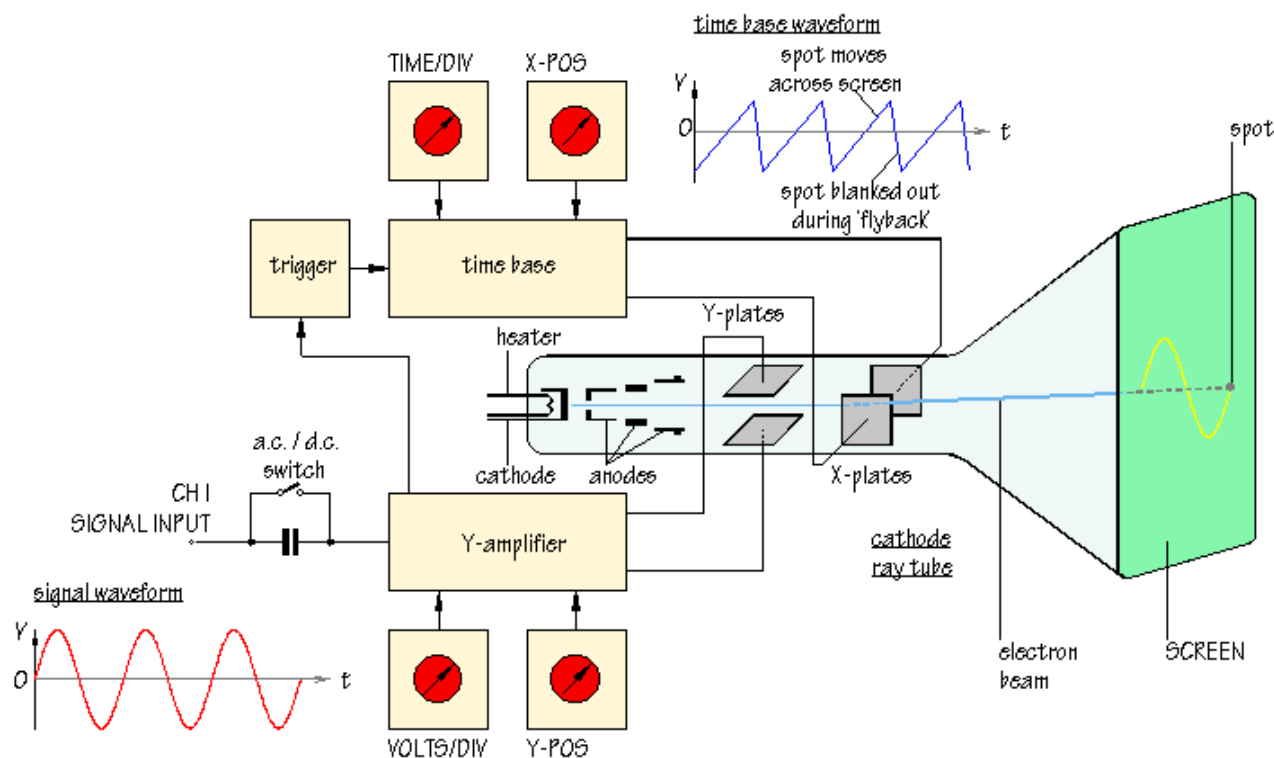 time base waveform
spot moves
across screen
TIME/DIV
X-POS
V
O
t
spot
spot blanked out
during 'flyback'
trigger
time base
Y-plates
heater
cathode
anodes
X-plates
a.c. / d.c.
switch
CH I
SIGNAL INPUT
Y-amplifier
cathode
ray tube
signal waveform
V
O
t
electron
beam
SCREEN
VOLTS/DIV
Y-POS